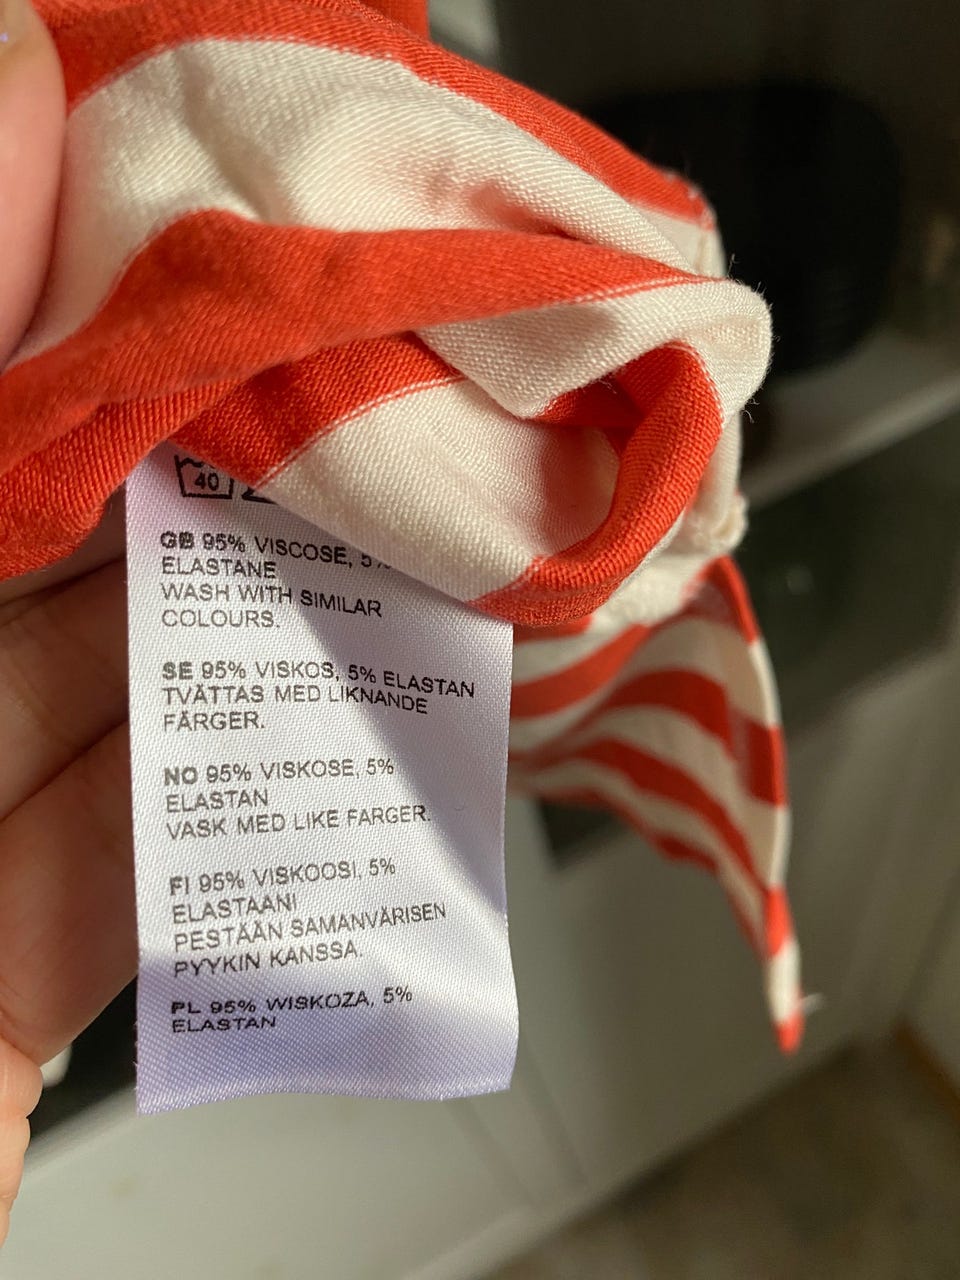 40
GB 95% VISCOSE, 5%
ELASTANE
WASH WITH SIMILAR
COLOURS.
SE 95% VISKOS, 5% ELASTAN
TVÄTTAS MED LIKNANDE
FÄRGER.
NO 95% VISKOSE, 5%
ELASTAN
VASK MED LIKE FARGER.
FI 95% VISKOOSI, 5%
ELASTAANI
PESTÄÄN SAMANVÄRISEN
PYYKIN KANSSA.
PL 95% WISKOZA, 5%
ELASTAN